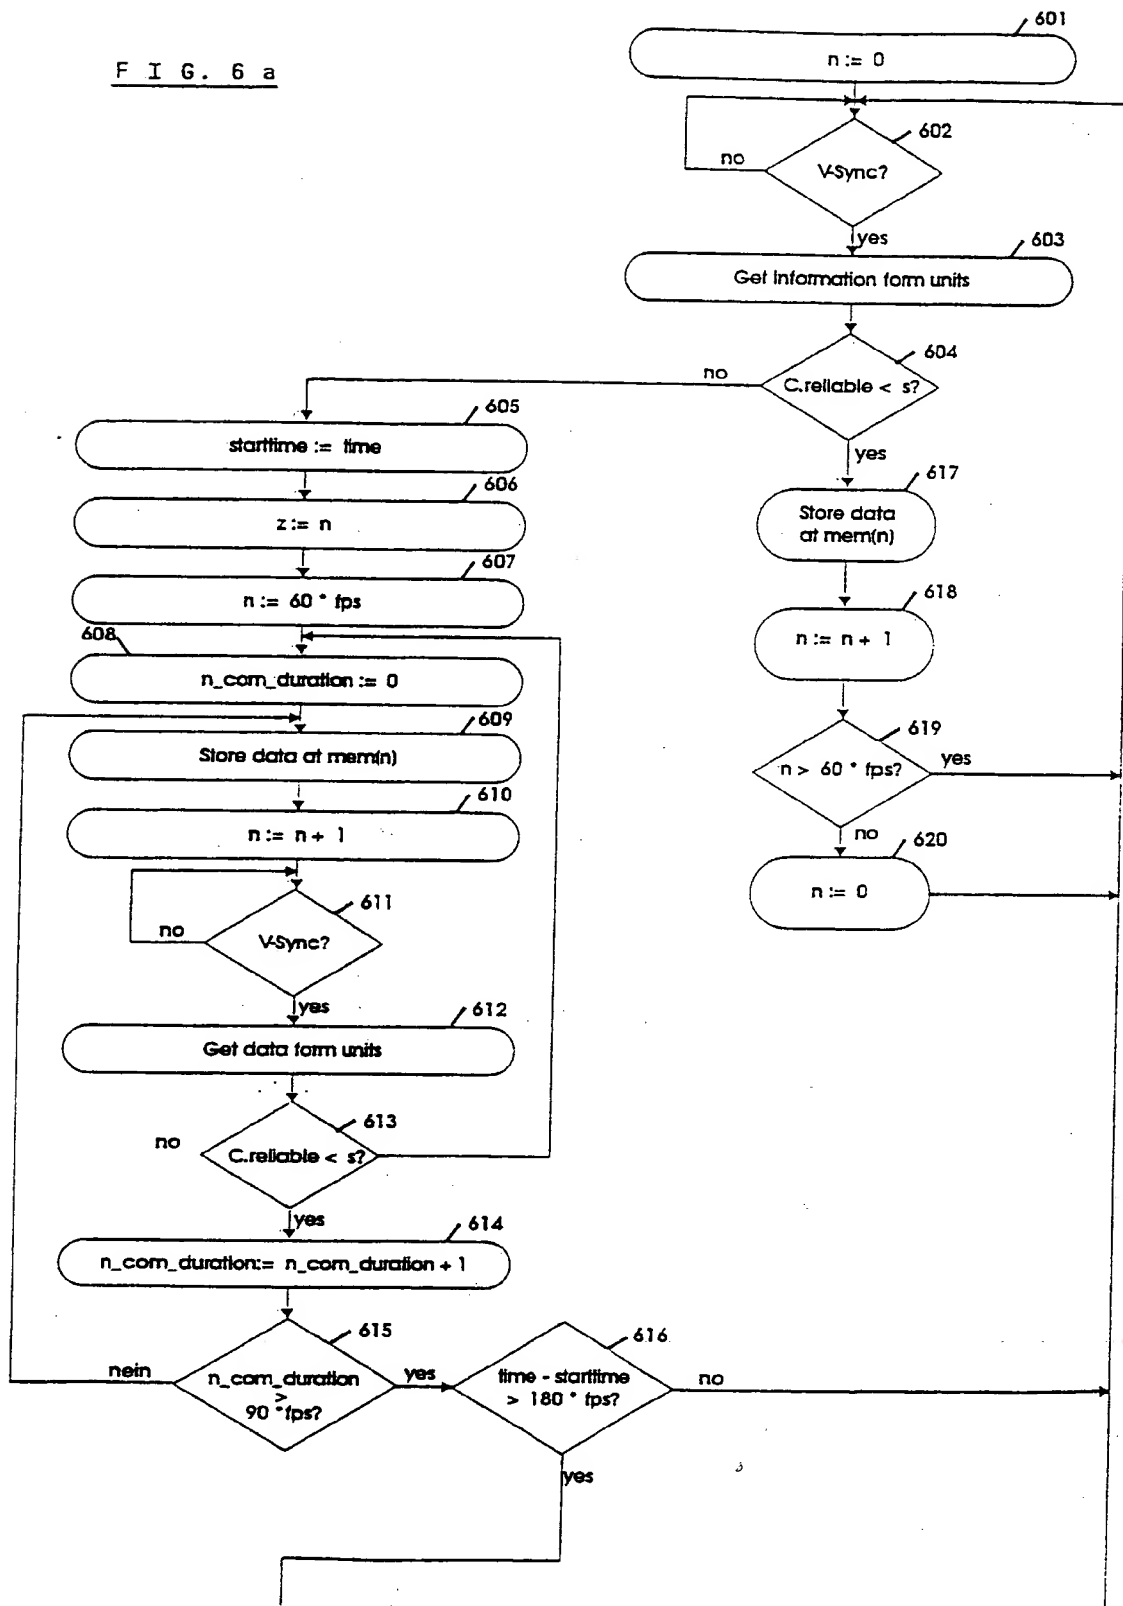 F I G. 6 a
601
n := 0
602
V-Sync?
no
yes
603
Get information form units
604
C.reliable < s?
no
yes
605
starttime := time
606
z := n
607
n := 60 * fps
608
n_com_duration := 0
609
Store data at mem(n)
610
n := n + 1
611
V-Sync?
no
yes
612
Get data form units
613
C.reliable < s?
no
yes
614
n_com_duration:= n_com_duration + 1
615
n_com_duration
>
90 * fps?
nein
yes
616
time - starttime
> 180 * fps?
no
yes
617
Store data
at mem(n)
618
n := n + 1
619
n > 60 * fps?
yes
no
620
n := 0